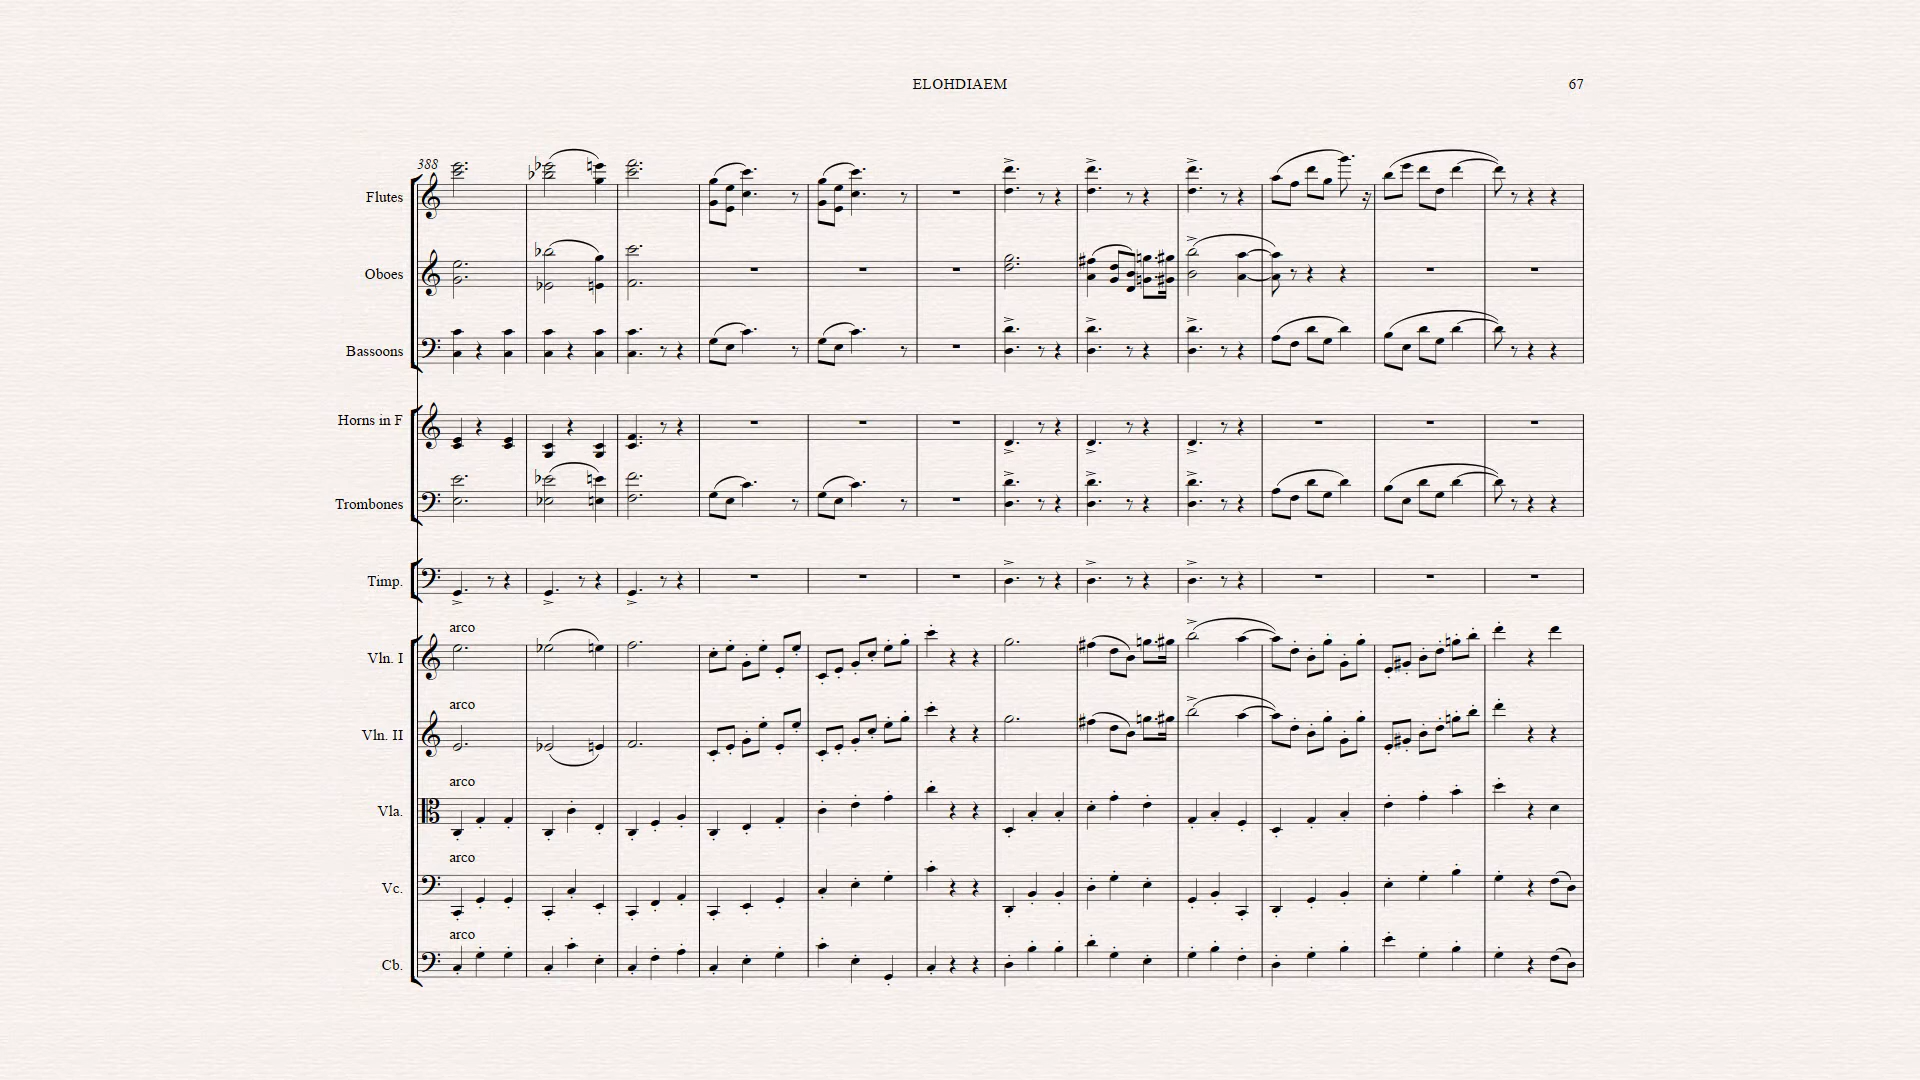 ELOHDIAEM 67
388
Flutes
Oboes
Bassoons
Horns in F
Trombones
Timp.
arco
Vln. I
arco
Vln. II
arco
Vla.
arco
Vc.
arco
Cb.